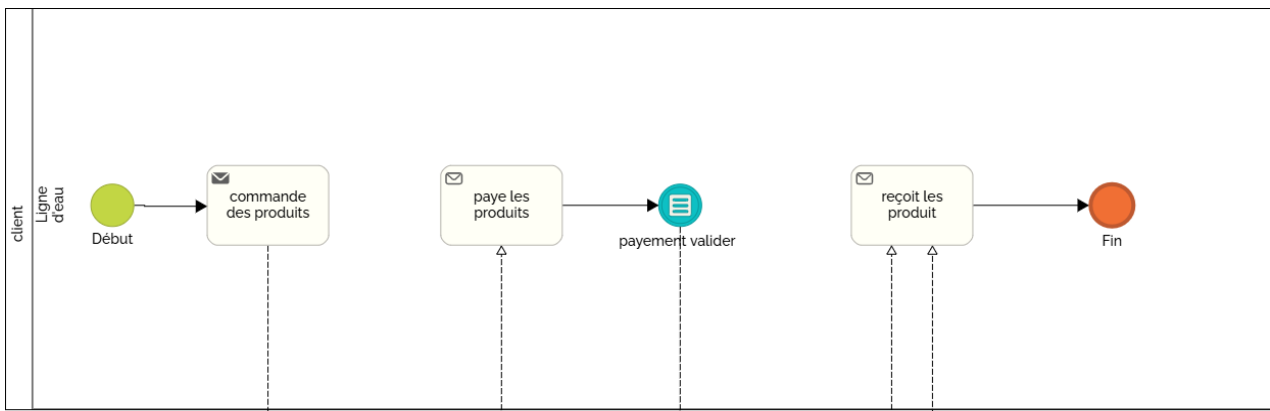 client
Ligne
d'eau
Début
commande
des produits
paye les
produits
payement valider
reçoit les
produit
Fin